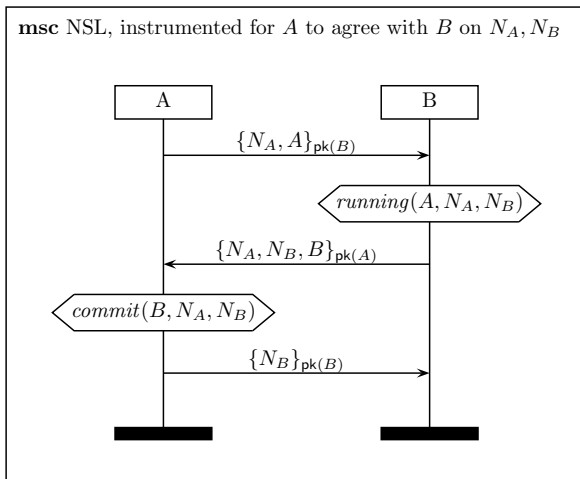 msc NSL, instrumented for A to agree with B on N_A, N_B
A B
{N_A, A}_pk(B)
running(A, N_A, N_B)
{N_A, N_B, B}_pk(A)
commit(B, N_A, N_B)
{N_B}_pk(B)